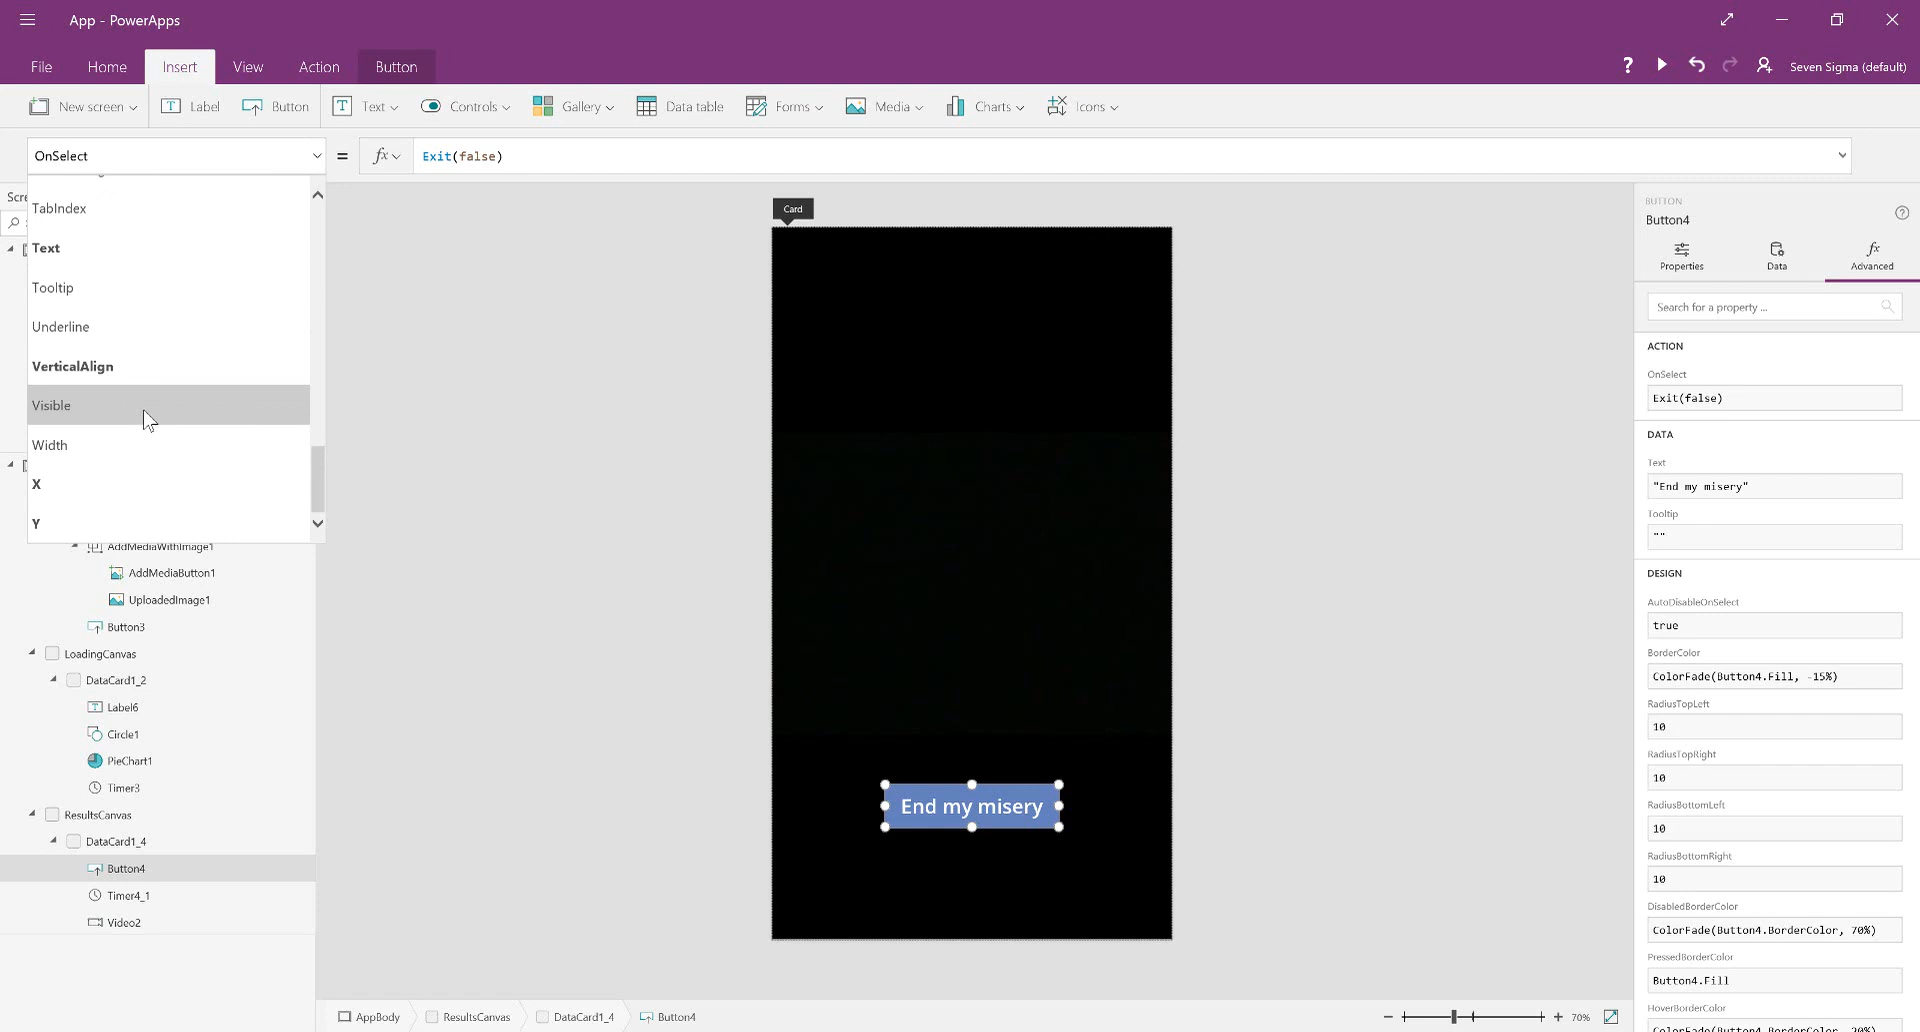 App - PowerApps
File Home Insert View Action Button
Seven Sigma (default)
New screen Label Button Text Controls Gallery Data table Forms Media Charts Icons
OnSelect = fx Exit(false)
Scre
TabIndex
Text
Tooltip
Underline
VerticalAlign
Visible
Width
X
Y
AddMediaWithImage1
AddMediaButton1
UploadedImage1
Button3
LoadingCanvas
DataCard1_2
Label6
Circle1
PieChart1
Timer3
ResultsCanvas
DataCard1_4
Button4
Timer4_1
Video2
Card
End my misery
BUTTON
Button4
Properties Data Advanced
Search for a property ...
ACTION
OnSelect
Exit(false)
DATA
Text
"End my misery"
Tooltip
""
DESIGN
AutoDisableOnSelect
true
BorderColor
ColorFade(Button4.Fill, -15%)
RadiusTopLeft
10
RadiusTopRight
10
RadiusBottomLeft
10
RadiusBottomRight
10
DisabledBorderColor
ColorFade(Button4.BorderColor, 70%)
PressedBorderColor
Button4.Fill
HoverBorderColor
ColorFade(Button4.BorderColor, 20%)
AppBody ResultsCanvas DataCard1_4 Button4
70%